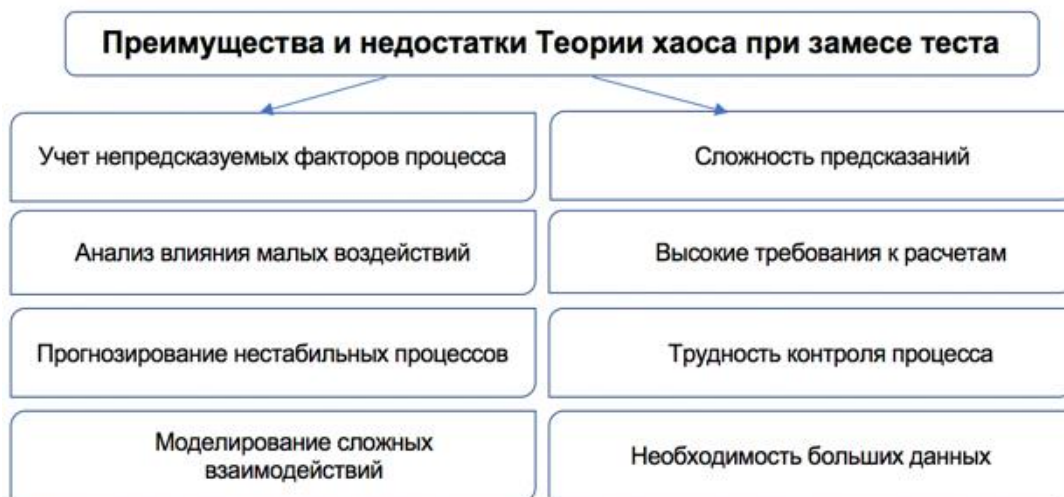 Преимущества и недостатки Теории хаоса при замесе теста
Учет непредсказуемых факторов процесса
Сложность предсказаний
Анализ влияния малых воздействий
Высокие требования к расчетам
Прогнозирование нестабильных процессов
Трудность контроля процесса
Моделирование сложных
взаимодействий
Необходимость больших данных